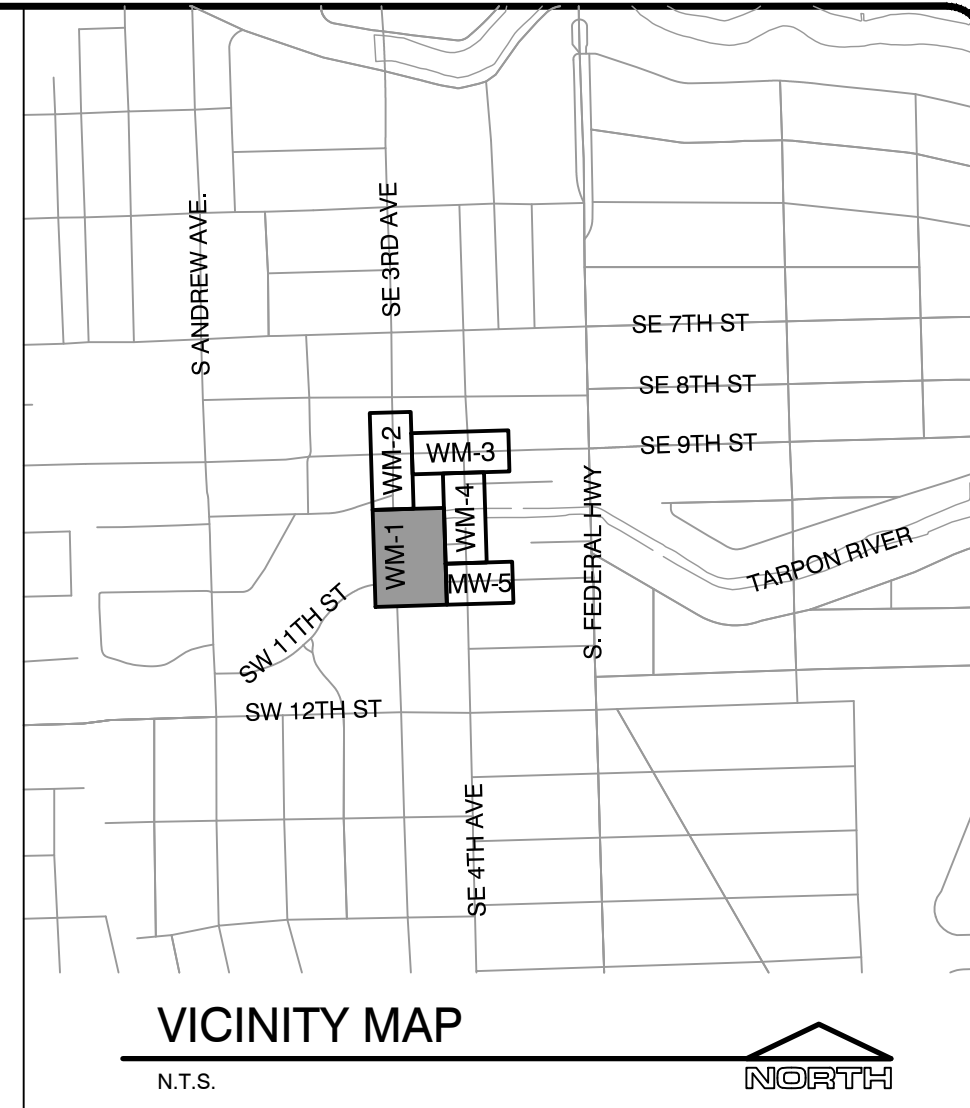 S ANDREW AVE.
SE 3RD AVE
SE 7TH ST
SE 8TH ST
SE 9TH ST
WM-2
WM-3
WM-4
WM-1
MW-5
S. FEDERAL HWY
TARPON RIVER
SW 11TH ST
SW 12TH ST
SE 4TH AVE
VICINITY MAP
N.T.S.
NORTH